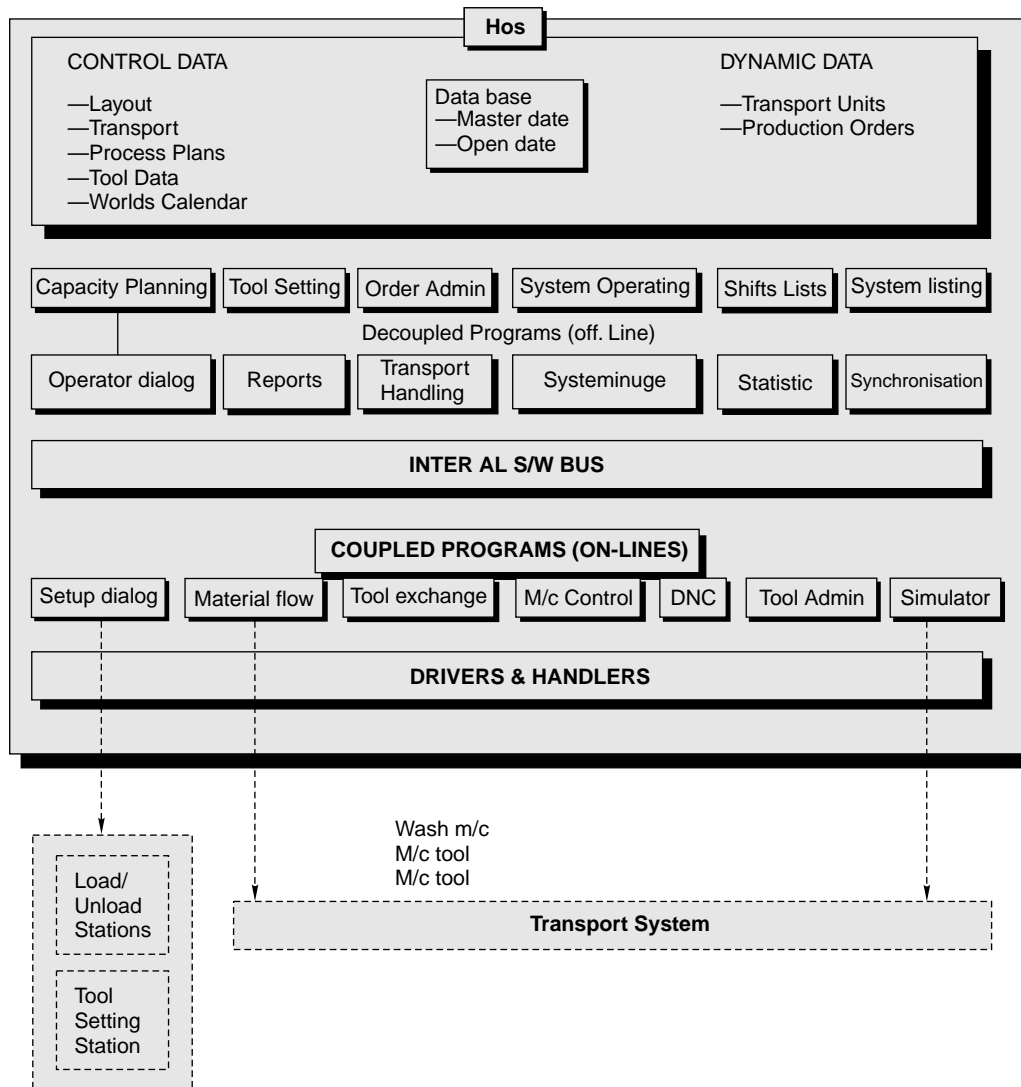 Hos
CONTROL DATA
—Layout
—Transport
—Process Plans
—Tool Data
—Worlds Calendar
Data base
—Master date
—Open date
DYNAMIC DATA
—Transport Units
—Production Orders
Capacity Planning
Tool Setting
Order Admin
System Operating
Shifts Lists
System listing
Decoupled Programs (off. Line)
Operator dialog
Reports
Transport
Handling
Systeminuge
Statistic
Synchronisation
INTER AL S/W BUS
COUPLED PROGRAMS (ON-LINES)
Setup dialog
Material flow
Tool exchange
M/c Control
DNC
Tool Admin
Simulator
DRIVERS & HANDLERS
Wash m/c
M/c tool
M/c tool
Load/
Unload
Stations
Transport System
Tool
Setting
Station